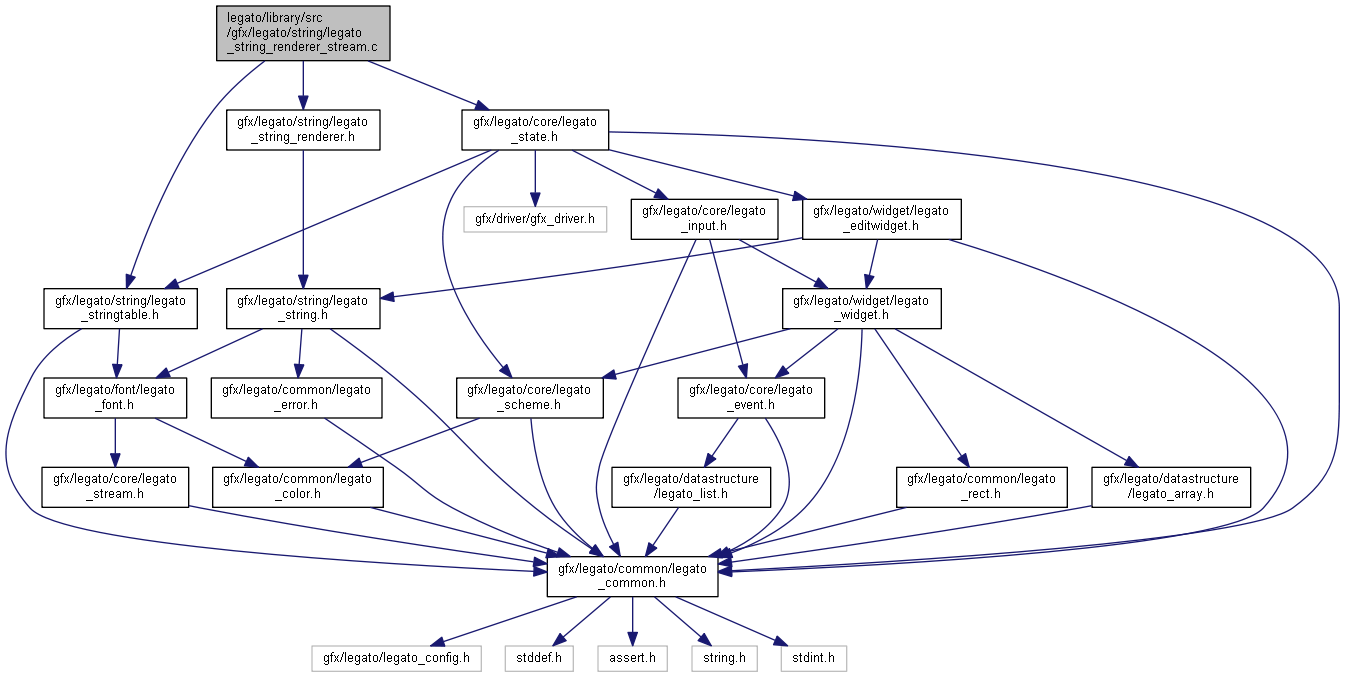 legato/library/src
/gfx/legato/string/legato
_string_renderer_stream.c
gfx/legato/string/legato
_string_renderer.h
gfx/legato/core/legato
_state.h
gfx/driver/gfx_driver.h
gfx/legato/core/legato
_input.h
gfx/legato/widget/legato
_editwidget.h
gfx/legato/string/legato
_stringtable.h
gfx/legato/string/legato
_string.h
gfx/legato/widget/legato
_widget.h
gfx/legato/font/legato
_font.h
gfx/legato/common/legato
_error.h
gfx/legato/core/legato
_scheme.h
gfx/legato/core/legato
_event.h
gfx/legato/core/legato
_stream.h
gfx/legato/common/legato
_color.h
gfx/legato/datastructure
/legato_list.h
gfx/legato/common/legato
_rect.h
gfx/legato/datastructure
/legato_array.h
gfx/legato/common/legato
_common.h
gfx/legato/legato_config.h
stddef.h
assert.h
string.h
stdint.h